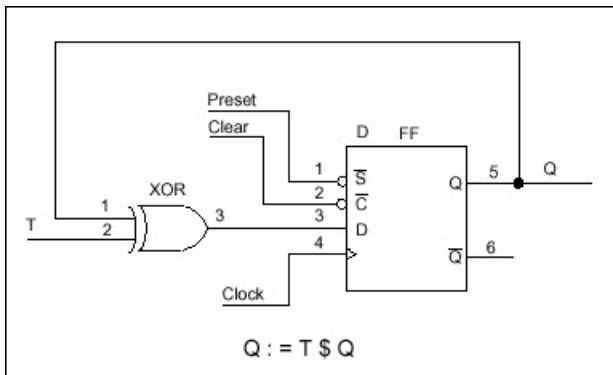 Preset
Clear
D FF
1 S̅
2 C̅
3 D
4
Q 5 Q
Q̅ 6
XOR
1
2
3
T
Clock
Q : = T $ Q